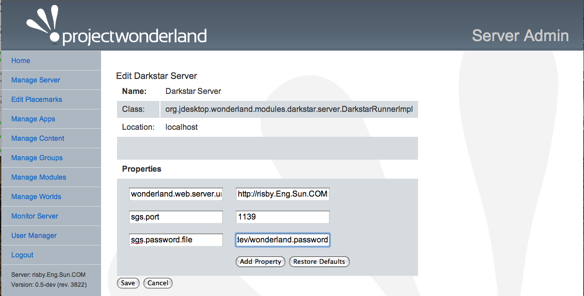 projectwonderland
Server Admin
Home
Manage Server
Edit Placemarks
Manage Apps
Manage Content
Manage Groups
Manage Modules
Manage Worlds
Monitor Server
User Manager
Logout
Server: risby.Eng.Sun.COM
Version: 0.5-dev (rev. 3822)
Edit Darkstar Server
Name: Darkstar Server
Class: org.jdesktop.wonderland.modules.darkstar.server.DarkstarRunnerImpl
Location: localhost
Properties
wonderland.web.server.u http://risby.Eng.Sun.COM
sgs.port 1139
sgs.password.file dev/wonderland.password
Add Property Restore Defaults
Save Cancel